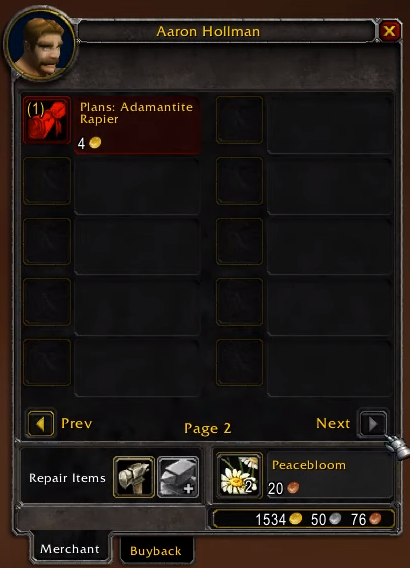 Aaron Hollman
(1)
Plans: Adamantite
Rapier
4
Prev
Page 2
Next
Repair Items
2
Peacebloom
20
1534 50 76
Merchant
Buyback